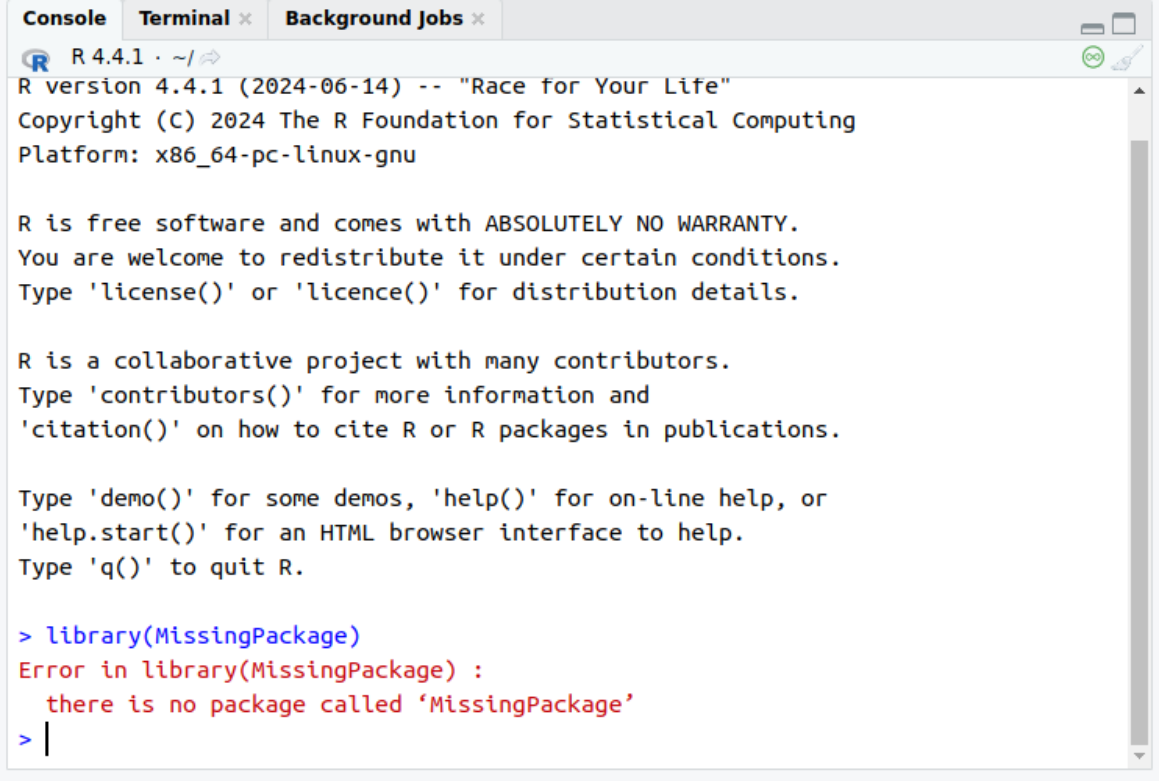 Console Terminal Background Jobs
R 4.4.1 · ~/
R version 4.4.1 (2024-06-14) -- "Race for Your Life"
Copyright (C) 2024 The R Foundation for Statistical Computing
Platform: x86_64-pc-linux-gnu
R is free software and comes with ABSOLUTELY NO WARRANTY.
You are welcome to redistribute it under certain conditions.
Type 'license()' or 'licence()' for distribution details.
R is a collaborative project with many contributors.
Type 'contributors()' for more information and
'citation()' on how to cite R or R packages in publications.
Type 'demo()' for some demos, 'help()' for on-line help, or
'help.start()' for an HTML browser interface to help.
Type 'q()' to quit R.
> library(MissingPackage)
Error in library(MissingPackage) :
  there is no package called ‘MissingPackage’
>